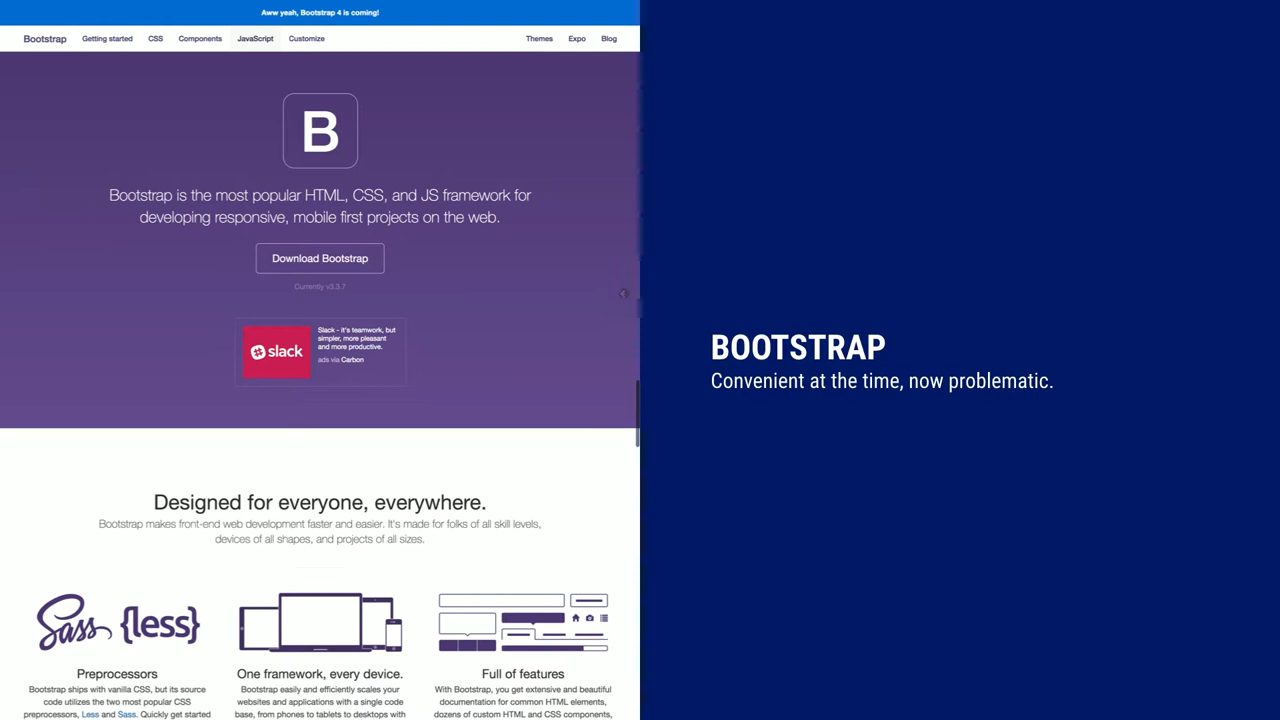 Aww yeah, Bootstrap 4 is coming!
Bootstrap Getting started CSS Components JavaScript Customize Themes Expo Blog
B
Bootstrap is the most popular HTML, CSS, and JS framework for
developing responsive, mobile first projects on the web.
Download Bootstrap
Currently v3.3.7
slack
Slack - it's teamwork, but
simpler, more pleasant
and more productive.
ads via Carbon
BOOTSTRAP
Convenient at the time, now problematic.
Designed for everyone, everywhere.
Bootstrap makes front-end web development faster and easier. It's made for folks of all skill levels,
devices of all shapes, and projects of all sizes.
Sass {less}
Preprocessors
Bootstrap ships with vanilla CSS, but its source
code utilizes the two most popular CSS
preprocessors, Less and Sass. Quickly get started
One framework, every device.
Bootstrap easily and efficiently scales your
websites and applications with a single code
base, from phones to tablets to desktops with
Full of features
With Bootstrap, you get extensive and beautiful
documentation for common HTML elements,
dozens of custom HTML and CSS components,